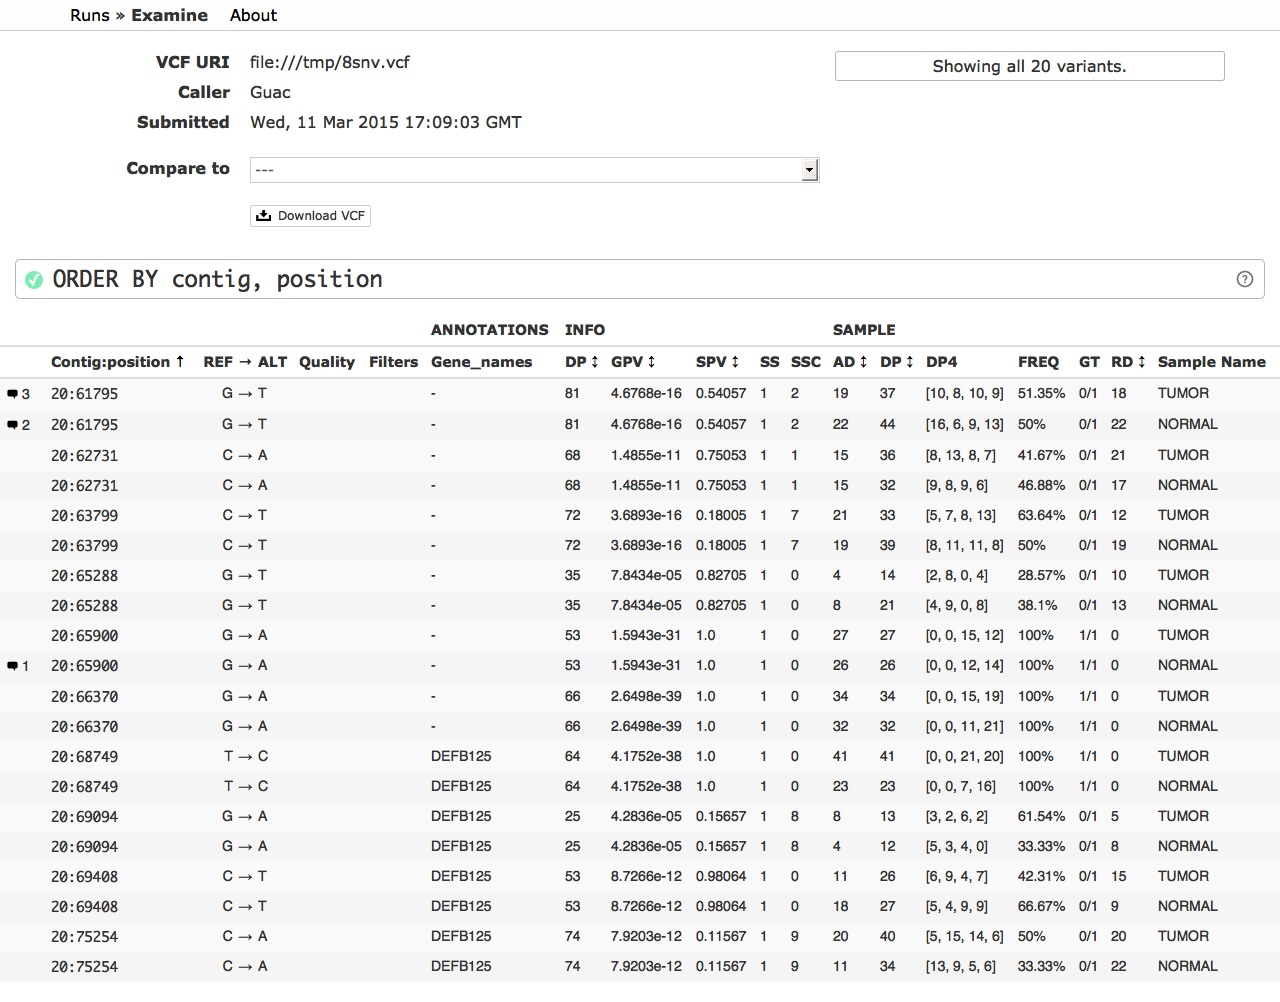 Runs » Examine About
VCF URI file:///tmp/8snv.vcf
Showing all 20 variants.
Caller Guac
Submitted Wed, 11 Mar 2015 17:09:03 GMT
Compare to ---
Download VCF
ORDER BY contig, position ?
ANNOTATIONS INFO SAMPLE
Contig:position ↑ REF → ALT Quality Filters Gene_names DP ↕ GPV ↕ SPV ↕ SS SSC AD ↕ DP ↕ DP4 FREQ GT RD ↕ Sample Name
3 20:61795 G → T - 81 4.6768e-16 0.54057 1 2 19 37 [10, 8, 10, 9] 51.35% 0/1 18 TUMOR
2 20:61795 G → T - 81 4.6768e-16 0.54057 1 2 22 44 [16, 6, 9, 13] 50% 0/1 22 NORMAL
20:62731 C → A - 68 1.4855e-11 0.75053 1 1 15 36 [8, 13, 8, 7] 41.67% 0/1 21 TUMOR
20:62731 C → A - 68 1.4855e-11 0.75053 1 1 15 32 [9, 8, 9, 6] 46.88% 0/1 17 NORMAL
20:63799 C → T - 72 3.6893e-16 0.18005 1 7 21 33 [5, 7, 8, 13] 63.64% 0/1 12 TUMOR
20:63799 C → T - 72 3.6893e-16 0.18005 1 7 19 39 [8, 11, 11, 8] 50% 0/1 19 NORMAL
20:65288 G → T - 35 7.8434e-05 0.82705 1 0 4 14 [2, 8, 0, 4] 28.57% 0/1 10 TUMOR
20:65288 G → T - 35 7.8434e-05 0.82705 1 0 8 21 [4, 9, 0, 8] 38.1% 0/1 13 NORMAL
20:65900 G → A - 53 1.5943e-31 1.0 1 0 27 27 [0, 0, 15, 12] 100% 1/1 0 TUMOR
1 20:65900 G → A - 53 1.5943e-31 1.0 1 0 26 26 [0, 0, 12, 14] 100% 1/1 0 NORMAL
20:66370 G → A - 66 2.6498e-39 1.0 1 0 34 34 [0, 0, 15, 19] 100% 1/1 0 TUMOR
20:66370 G → A - 66 2.6498e-39 1.0 1 0 32 32 [0, 0, 11, 21] 100% 1/1 0 NORMAL
20:68749 T → C DEFB125 64 4.1752e-38 1.0 1 0 41 41 [0, 0, 21, 20] 100% 1/1 0 TUMOR
20:68749 T → C DEFB125 64 4.1752e-38 1.0 1 0 23 23 [0, 0, 7, 16] 100% 1/1 0 NORMAL
20:69094 G → A DEFB125 25 4.2836e-05 0.15657 1 8 8 13 [3, 2, 6, 2] 61.54% 0/1 5 TUMOR
20:69094 G → A DEFB125 25 4.2836e-05 0.15657 1 8 4 12 [5, 3, 4, 0] 33.33% 0/1 8 NORMAL
20:69408 C → T DEFB125 53 8.7266e-12 0.98064 1 0 11 26 [6, 9, 4, 7] 42.31% 0/1 15 TUMOR
20:69408 C → T DEFB125 53 8.7266e-12 0.98064 1 0 18 27 [5, 4, 9, 9] 66.67% 0/1 9 NORMAL
20:75254 C → A DEFB125 74 7.9203e-12 0.11567 1 9 20 40 [5, 15, 14, 6] 50% 0/1 20 TUMOR
20:75254 C → A DEFB125 74 7.9203e-12 0.11567 1 9 11 34 [13, 9, 5, 6] 33.33% 0/1 22 NORMAL